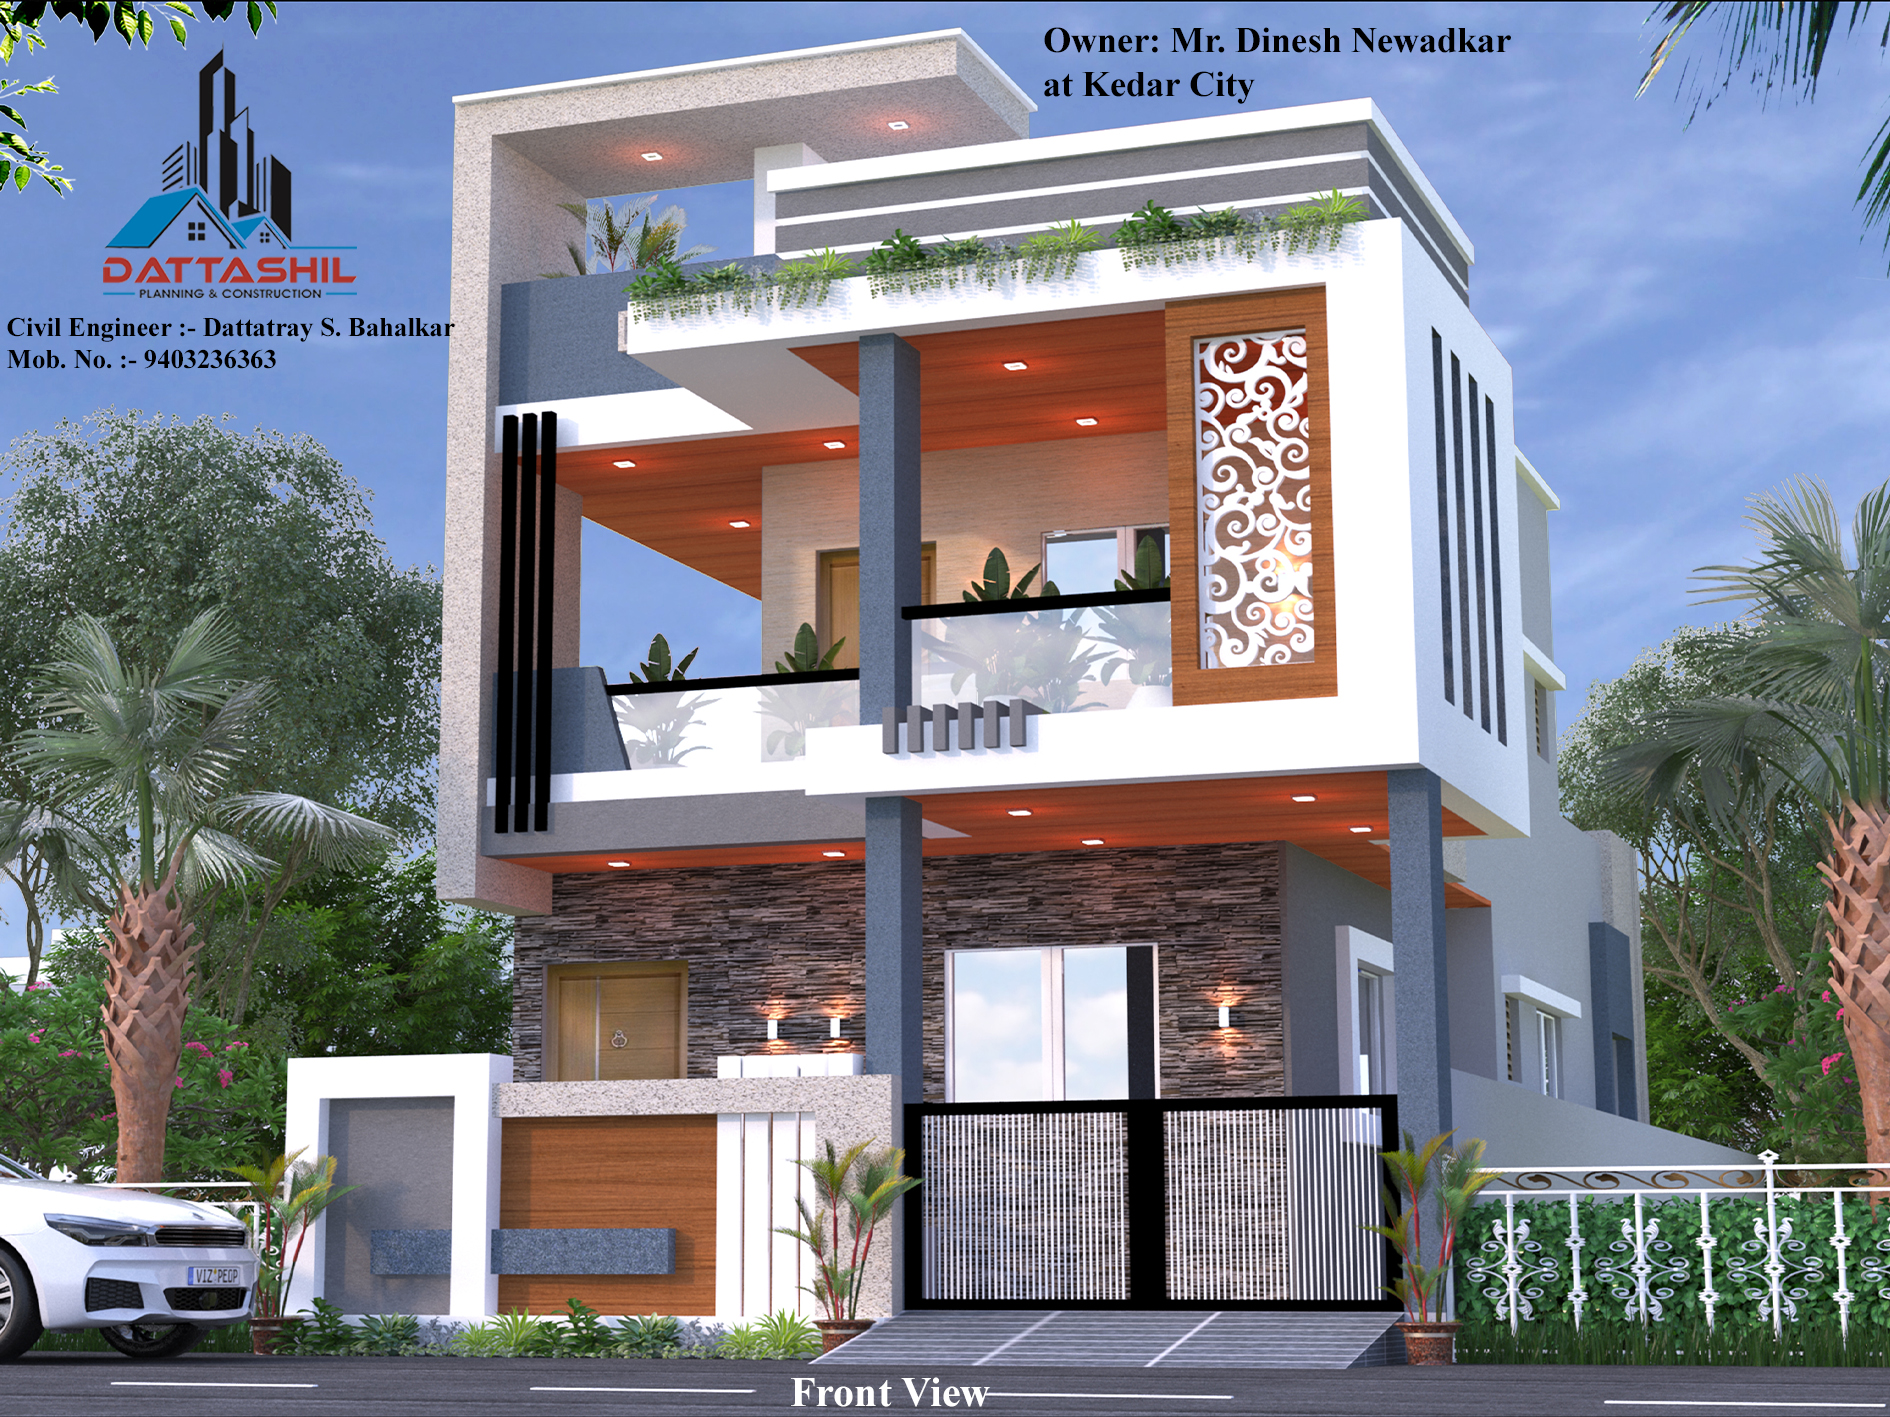 Owner: Mr. Dinesh Newadkar
at Kedar City
DATTASHIL
PLANNING & CONSTRUCTION
Civil Engineer :- Dattatray S. Bahalkar
Mob. No. :- 9403236363
VIZ*PEOP
Front View